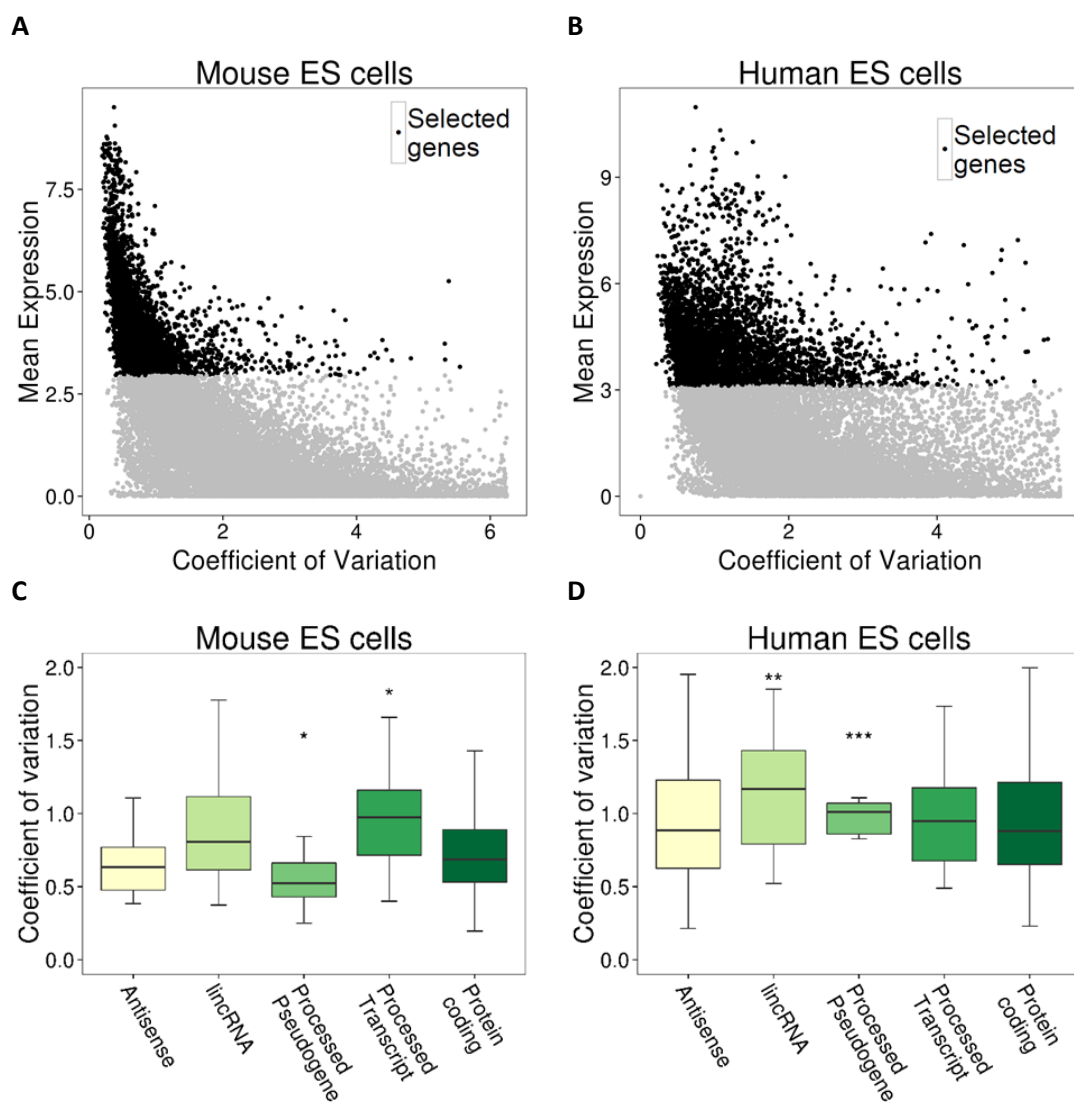 A
Mouse ES cells
Selected
genes
7.5
5.0
2.5
0.0
Mean Expression
0
2
4
6
Coefficient of Variation
B
Human ES cells
Selected
genes
9
6
3
0
Mean Expression
0
2
4
Coefficient of Variation
C
Mouse ES cells
2.0
1.5
1.0
0.5
0.0
Coefficient of variation
*
*
Antisense
lincRNA
Processed
Pseudogene
Processed
Transcript
Protein
coding
D
Human ES cells
2.0
1.5
1.0
0.5
0.0
Coefficient of variation
**
***
Antisense
lincRNA
Processed
Pseudogene
Processed
Transcript
Protein
coding